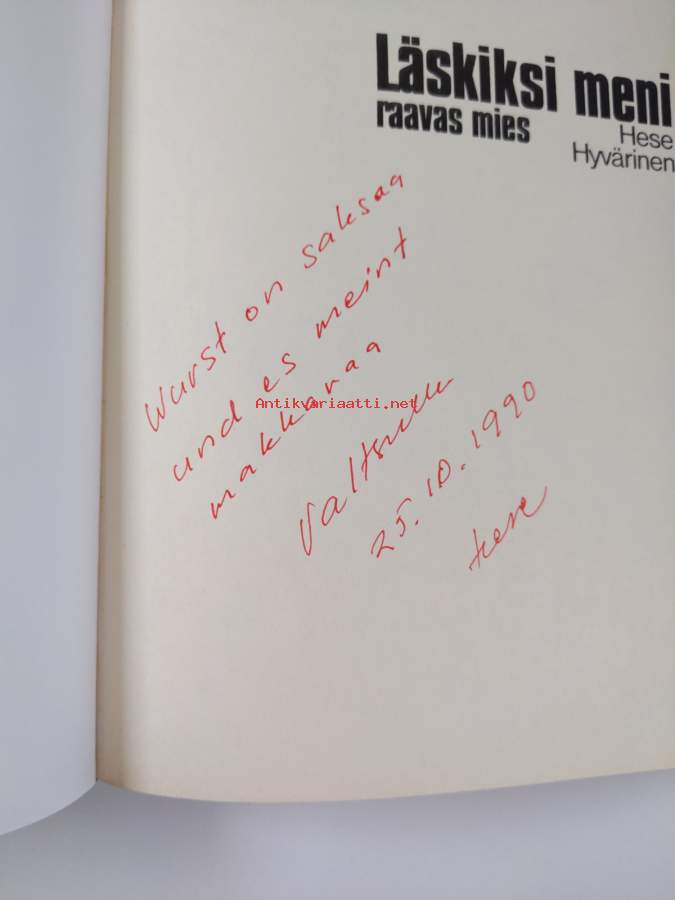 Läskiksi meni
raavas mies
Hese
Hyvärinen
Wurst on saksaa
und es meint
makkaraa
Antikvariaatti.net
Valtsulle
25.10.1990
Hese